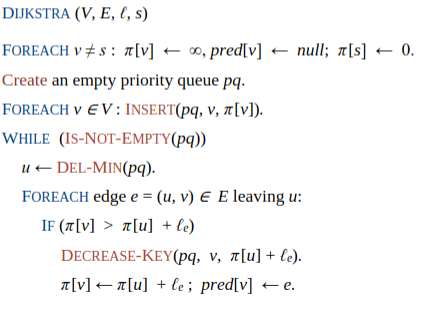 DIJKSTRA (V, E, ℓ, s)
FOREACH v ≠ s : π[v] ← ∞, pred[v] ← null; π[s] ← 0.
Create an empty priority queue pq.
FOREACH v ∈ V : INSERT(pq, v, π[v]).
WHILE (IS-NOT-EMPTY(pq))
u ← DEL-MIN(pq).
FOREACH edge e = (u, v) ∈ E leaving u:
IF (π[v] > π[u] + ℓe)
DECREASE-KEY(pq, v, π[u] + ℓe).
π[v] ← π[u] + ℓe ; pred[v] ← e.